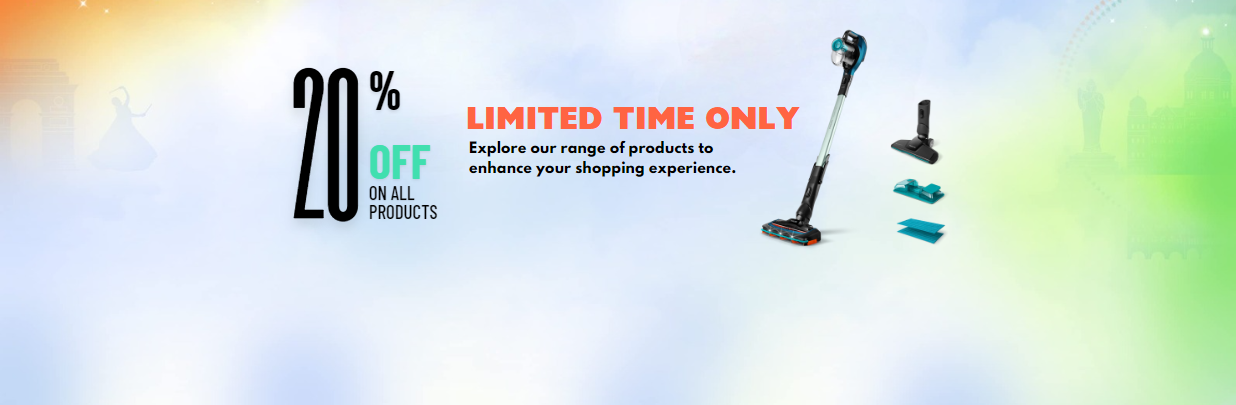 20%
OFF
ON ALL
PRODUCTS
LIMITED TIME ONLY
Explore our range of products to
enhance your shopping experience.